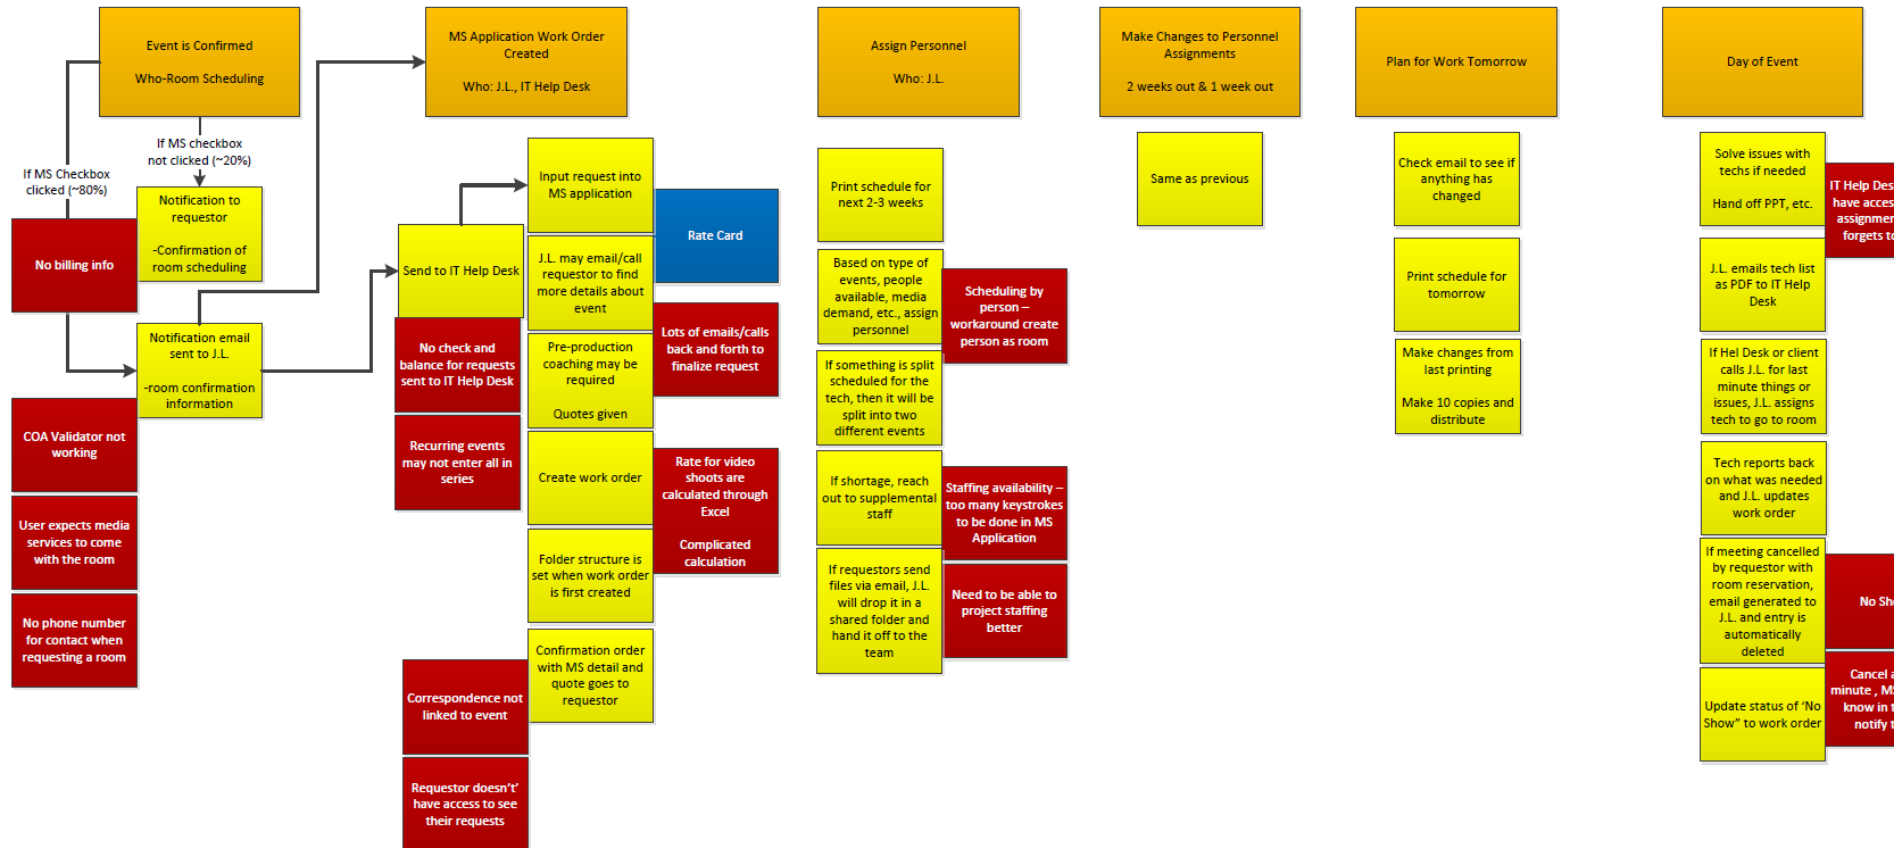 Event is Confirmed
Who-Room Scheduling
If MS Checkbox
clicked (~80%)
If MS checkbox
not clicked (~20%)
Notification to
requestor
-Confirmation of
room scheduling
No billing info
Notification email
sent to J.L.
-room confirmation
information
COA Validator not
working
User expects media
services to come
with the room
No phone number
for contact when
requesting a room
MS Application Work Order
Created
Who: J.L., IT Help Desk
Send to IT Help Desk
No check and
balance for requests
sent to IT Help Desk
Recurring events
may not enter all in
series
Correspondence not
linked to event
Requestor doesn't'
have access to see
their requests
Input request into
MS application
J.L. may email/call
requestor to find
more details about
event
Pre-production
coaching may be
required
Quotes given
Create work order
Folder structure is
set when work order
is first created
Confirmation order
with MS detail and
quote goes to
requestor
Rate Card
Lots of emails/calls
back and forth to
finalize request
Rate for video
shoots are
calculated through
Excel
Complicated
calculation
Assign Personnel
Who: J.L.
Print schedule for
next 2-3 weeks
Based on type of
events, people
available, media
demand, etc., assign
personnel
If something is split
scheduled for the
tech, then it will be
split into two
different events
If shortage, reach
out to supplemental
staff
If requestors send
files via email, J.L.
will drop it in a
shared folder and
hand it off to the
team
Scheduling by
person –
workaround create
person as room
Staffing availability –
too many keystrokes
to be done in MS
Application
Need to be able to
project staffing
better
Make Changes to Personnel
Assignments
2 weeks out & 1 week out
Same as previous
Plan for Work Tomorrow
Check email to see if
anything has
changed
Print schedule for
tomorrow
Make changes from
last printing
Make 10 copies and
distribute
Day of Event
Solve issues with
techs if needed
Hand off PPT, etc.
J.L. emails tech list
as PDF to IT Help
Desk
If Hel Desk or client
calls J.L. for last
minute things or
issues, J.L. assigns
tech to go to room
Tech reports back
on what was needed
and J.L. updates
work order
If meeting cancelled
by requestor with
room reservation,
email generated to
J.L. and entry is
automatically
deleted
Update status of 'No
Show" to work order
IT Help
have
forgets
No
Cancel
minute , 
know in
notify